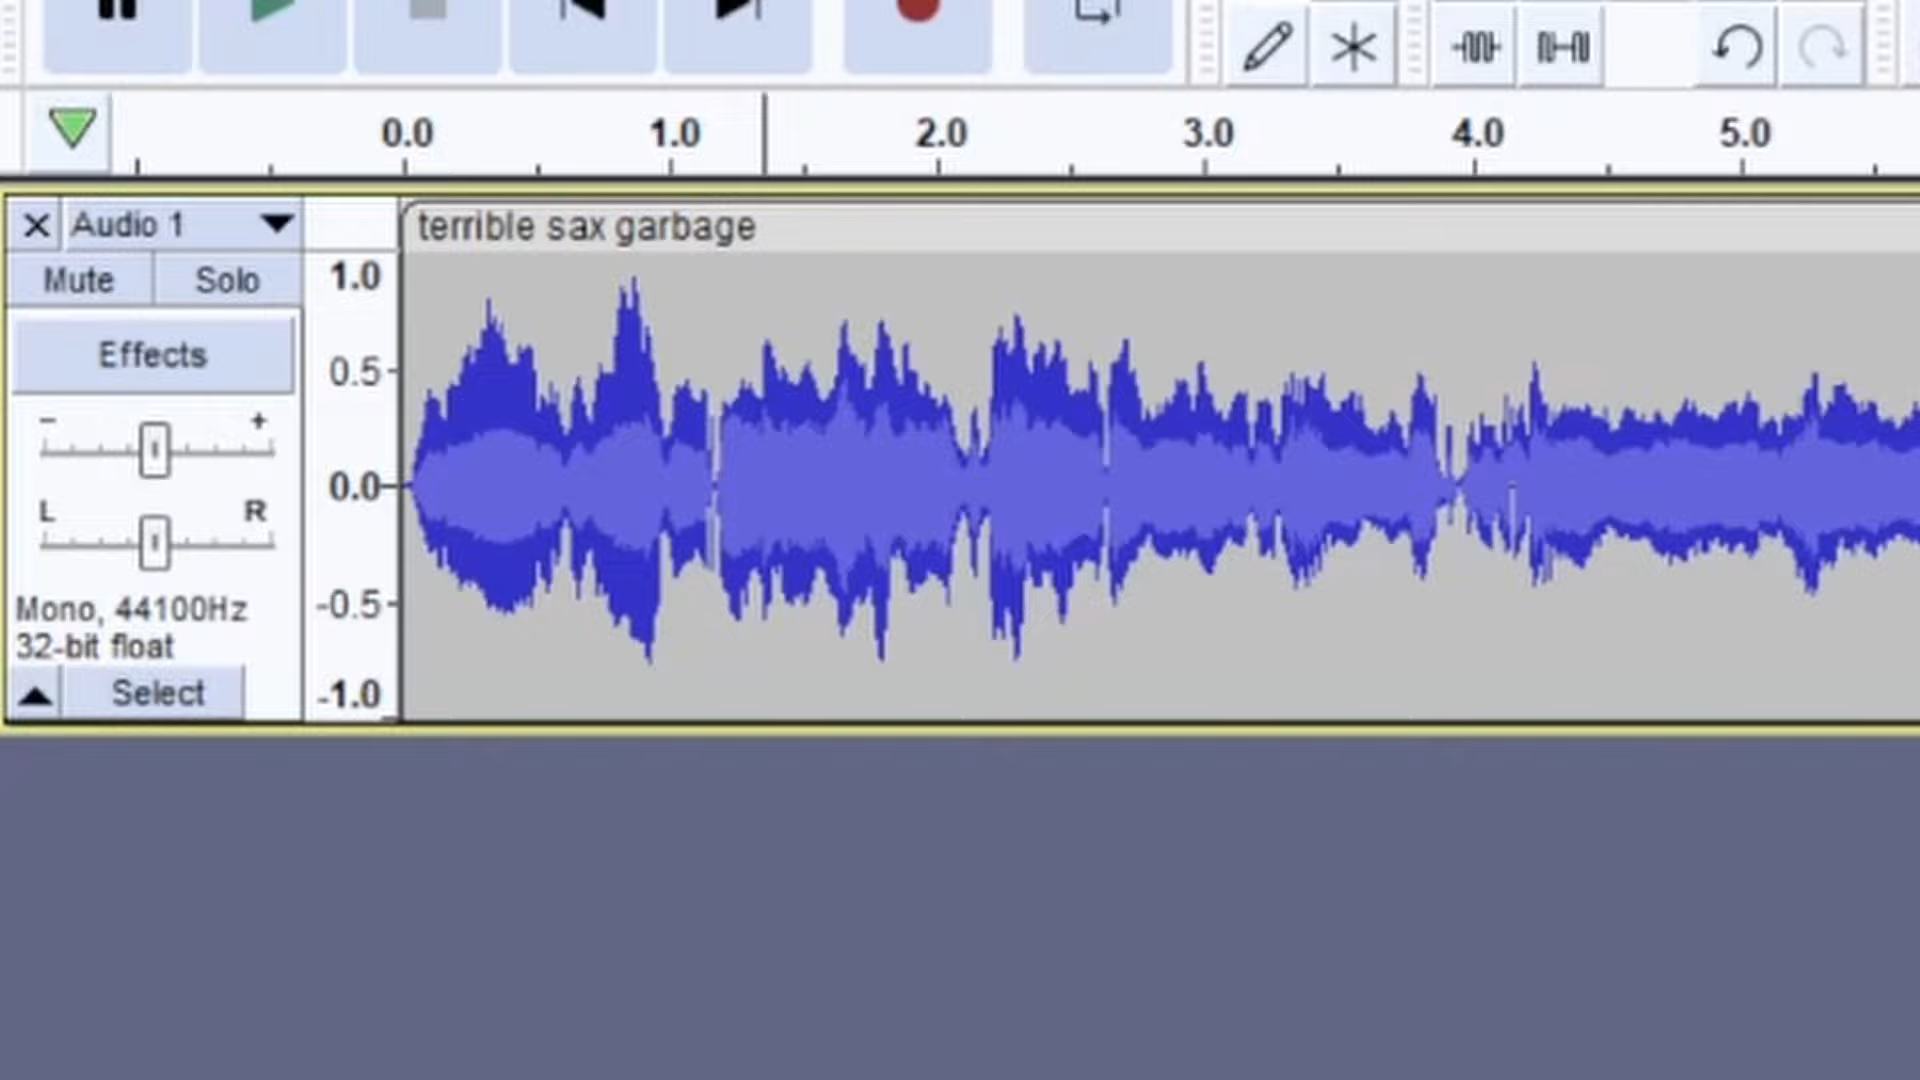 0.0 1.0 2.0 3.0 4.0 5.0
Audio 1
terrible sax garbage
Mute Solo
Effects
- +
L R
Mono, 44100Hz
32-bit float
Select
1.0
0.5
0.0
-0.5
-1.0